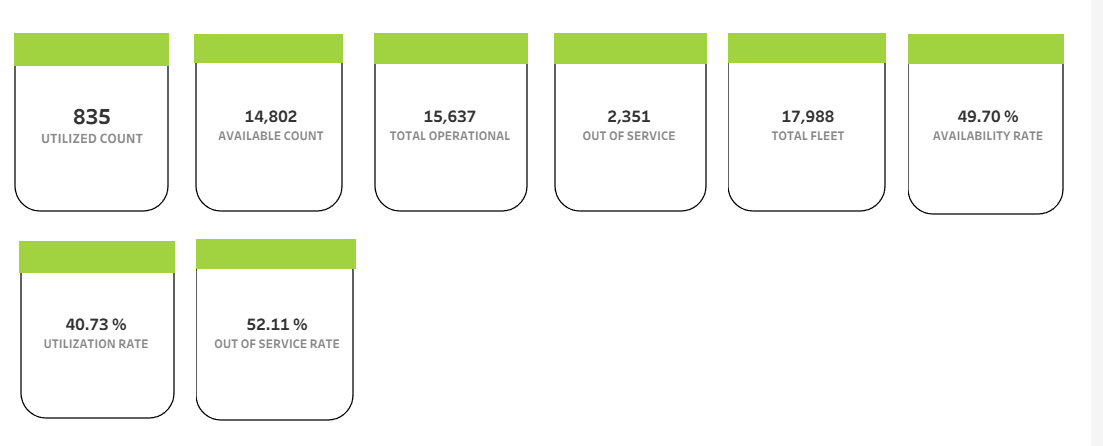 835
UTILIZED COUNT
14,802
AVAILABLE COUNT
15,637
TOTAL OPERATIONAL
2,351
OUT OF SERVICE
17,988
TOTAL FLEET
49.70 %
AVAILABILITY RATE
40.73 %
UTILIZATION RATE
52.11 %
OUT OF SERVICE RATE